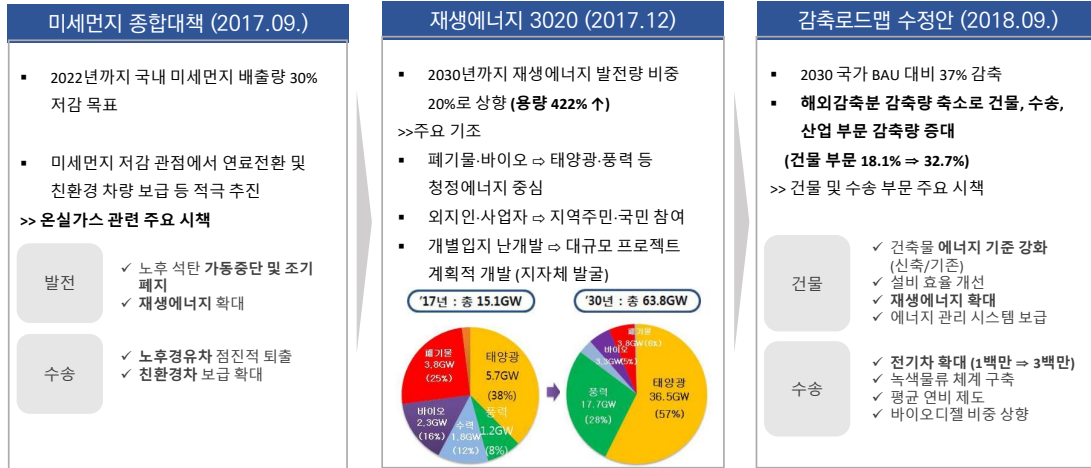 미세먼지 종합대책 (2017.09.)
▪ 2022년까지 국내 미세먼지 배출량 30%
저감 목표
▪ 미세먼지 저감 관점에서 연료전환 및
친환경 차량 보급 등 적극 추진
>> 온실가스 관련 주요 시책
발전
✓ 노후 석탄 가동중단 및 조기
폐지
✓ 재생에너지 확대
수송
✓ 노후경유차 점진적 퇴출
✓ 친환경차 보급 확대
재생에너지 3020 (2017.12)
▪ 2030년까지 재생에너지 발전량 비중
20%로 상향 (용량 422% ↑)
>>주요 기조
▪ 폐기물·바이오 ⇨ 태양광·풍력 등
청정에너지 중심
▪ 외지인·사업자 ⇨ 지역주민·국민 참여
▪ 개별입지 난개발 ⇨ 대규모 프로젝트
계획적 개발 (지자체 발굴)
'17년 : 총 15.1GW
폐기물
3.8GW
(25%)
태양광
5.7GW
(38%)
바이오
2.3GW
(16%)
수력
1.8GW
(12%)
풍력
1.2GW
(8%)
'30년 : 총 63.8GW
폐기물
3.8GW(6%)
바이오
3.3GW(5%)
풍력
17.7GW
(28%)
태양광
36.5GW
(57%)
감축로드맵 수정안 (2018.09.)
▪ 2030 국가 BAU 대비 37% 감축
▪ 해외감축분 감축량 축소로 건물, 수송,
산업 부문 감축량 증대
(건물 부문 18.1% ⇒ 32.7%)
>> 건물 및 수송 부문 주요 시책
건물
✓ 건축물 에너지 기준 강화
(신축/기존)
✓ 설비 효율 개선
✓ 재생에너지 확대
✓ 에너지 관리 시스템 보급
수송
✓ 전기차 확대 (1백만 ⇒ 3백만)
✓ 녹색물류 체계 구축
✓ 평균 연비 제도
✓ 바이오디젤 비중 상향